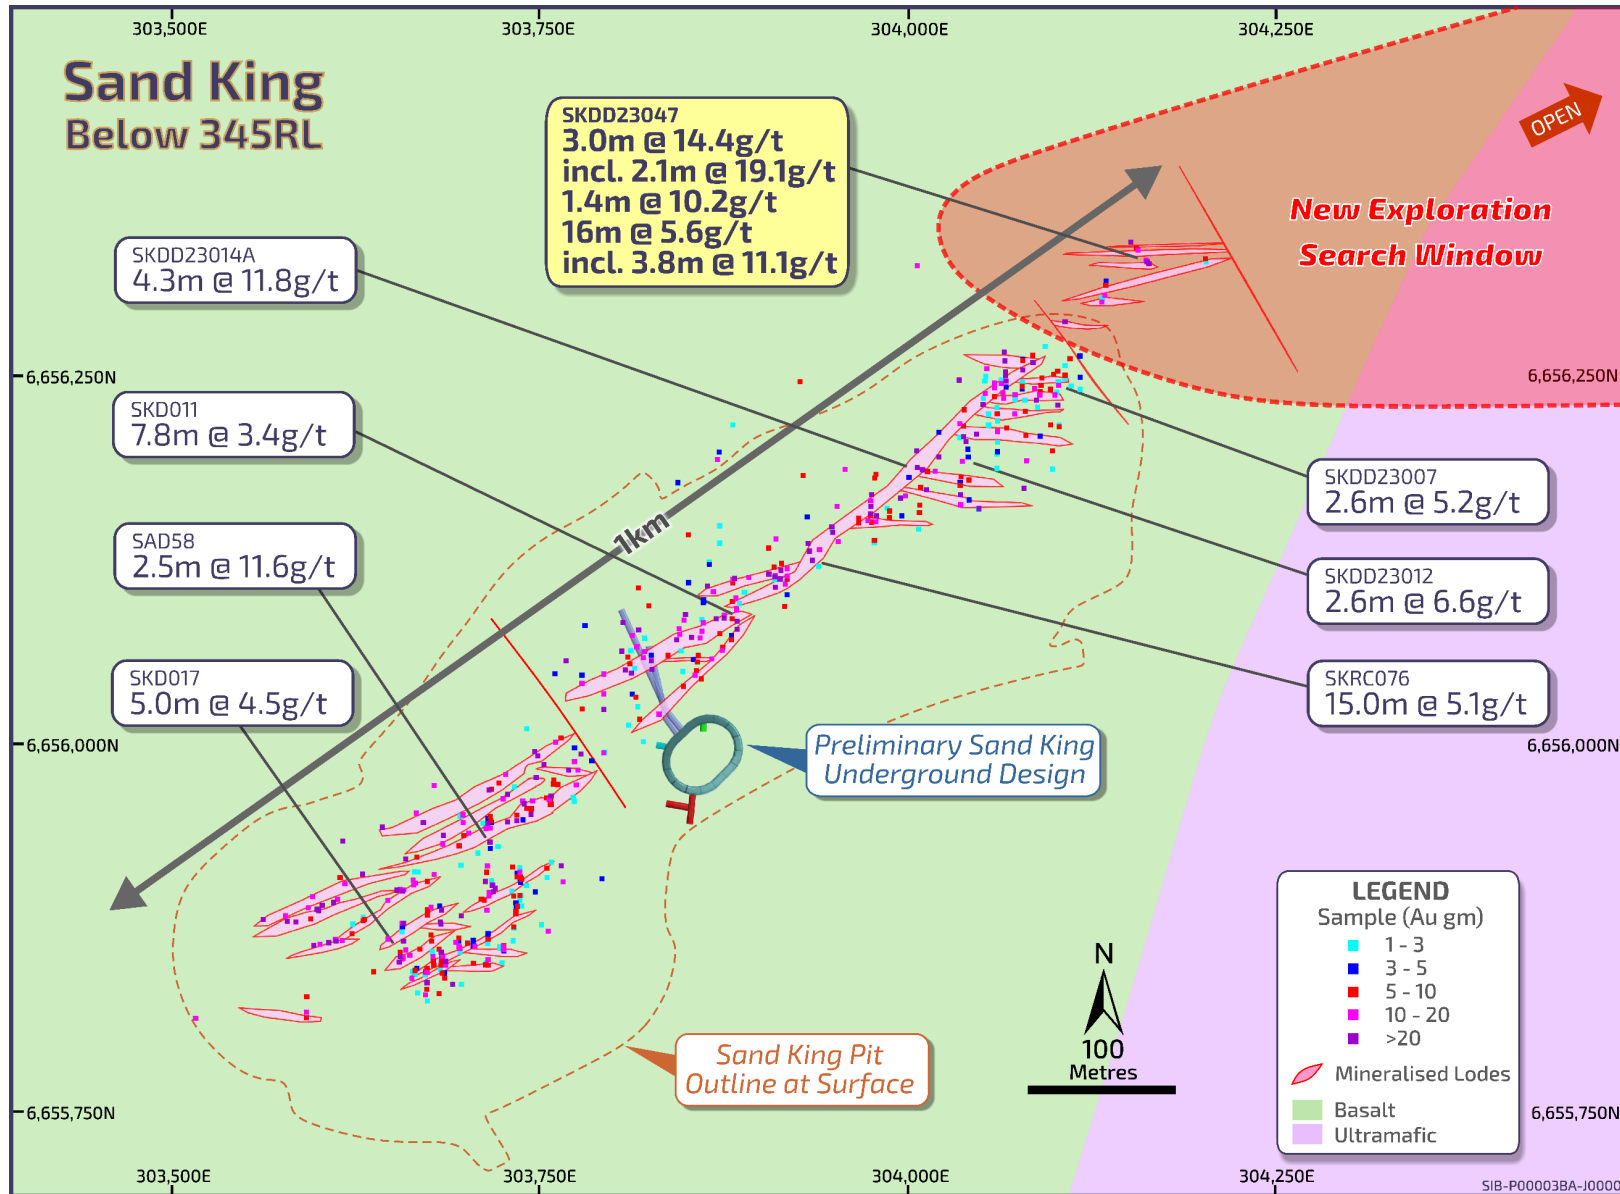 303,500E
303,750E
304,000E
304,250E
Sand King
Below 345RL
SKDD23047
3.0m @ 14.4g/t
incl. 2.1m @ 19.1g/t
1.4m @ 10.2g/t
16m @ 5.6g/t
incl. 3.8m @ 11.1g/t
OPEN
New Exploration
Search Window
SKDD23014A
4.3m @ 11.8g/t
6,656,250N
6,656,250N
SKD011
7.8m @ 3.4g/t
SKDD23007
2.6m @ 5.2g/t
1km
SAD58
2.5m @ 11.6g/t
SKDD23012
2.6m @ 6.6g/t
SKD017
5.0m @ 4.5g/t
SKRC076
15.0m @ 5.1g/t
6,656,000N
6,656,000N
Preliminary Sand King
Underground Design
LEGEND
Sample (Au gm)
1 - 3
3 - 5
5 - 10
10 - 20
>20
Mineralised Lodes
Basalt
Ultramafic
N
100
Metres
Sand King Pit
Outline at Surface
6,655,750N
6,655,750N
303,500E
303,750E
304,000E
304,250E
SIB-P00003BA-J0000